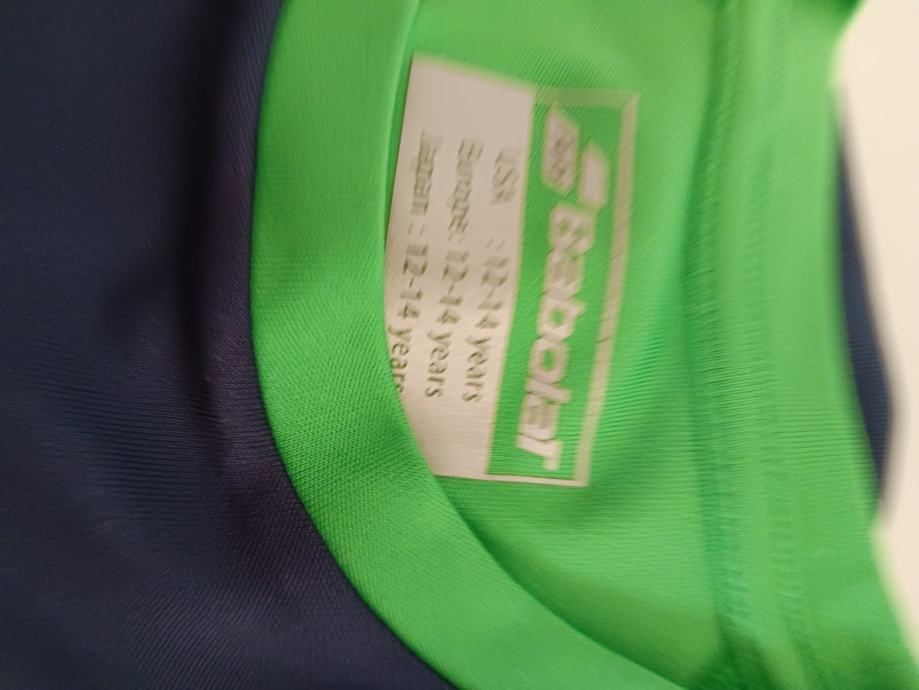 Babolat
USA : 12-14 years
Europe: 12-14 years
Japan : 12-14 years